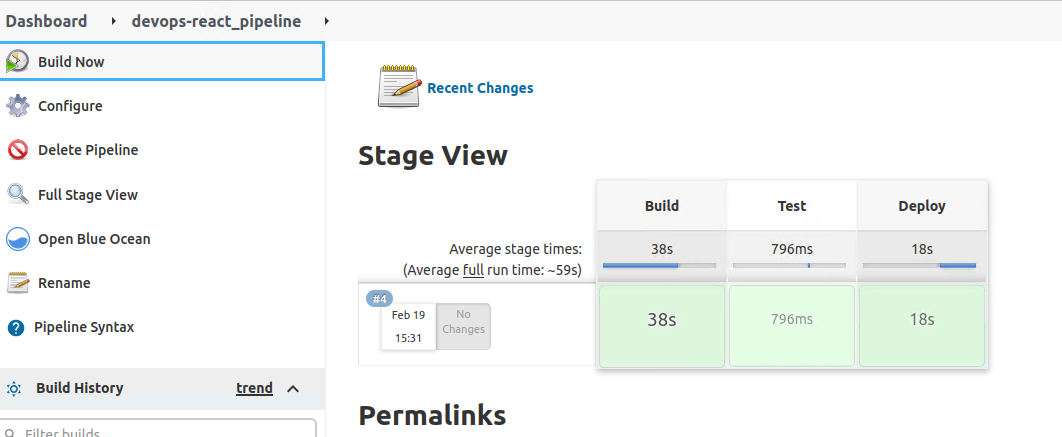 Dashboard devops-react_pipeline
Build Now
Configure
Delete Pipeline
Full Stage View
Open Blue Ocean
Rename
Pipeline Syntax
Build History trend
Filter builds
Recent Changes
Stage View
Build Test Deploy
Average stage times: 38s 796ms 18s
(Average full run time: ~59s)
#4
Feb 19
15:31
No
Changes
38s 796ms 18s
Permalinks